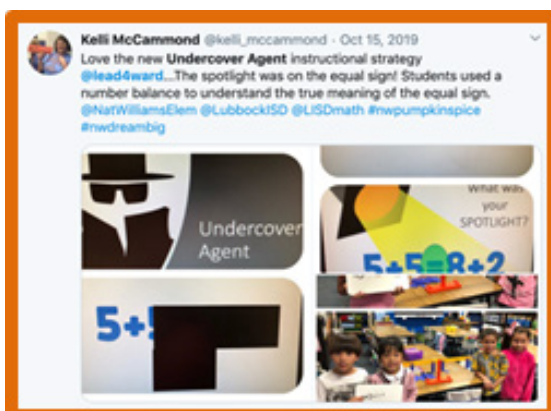 Kelli McCammond @kelli_mccammond · Oct 15, 2019
Love the new Undercover Agent instructional strategy
@lead4ward...The spotlight was on the equal sign! Students used a
number balance to understand the true meaning of the equal sign.
@NatWilliamsElem @LubbockISD @LISDmath #nwpumpkinspice
#nwdreambig
Undercover
Agent
What was
your
SPOTLIGHT?
5+5=8+2
5+